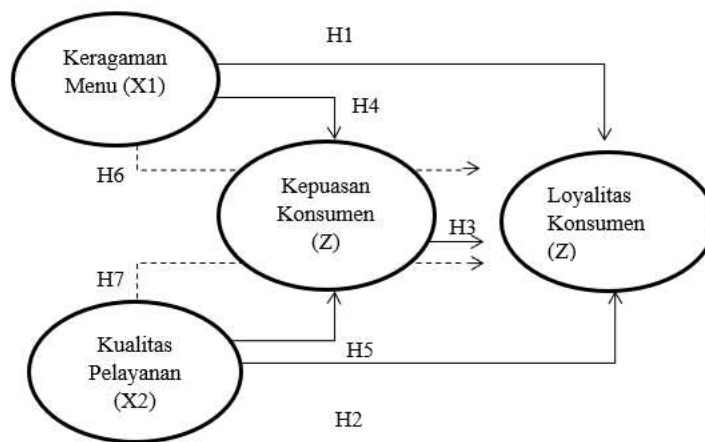 H1
Keragaman
Menu (X1)
H4
H6
Kepuasan
Konsumen
(Z)
Loyalitas
Konsumen
(Z)
H3
H7
Kualitas
Pelayanan
(X2)
H5
H2